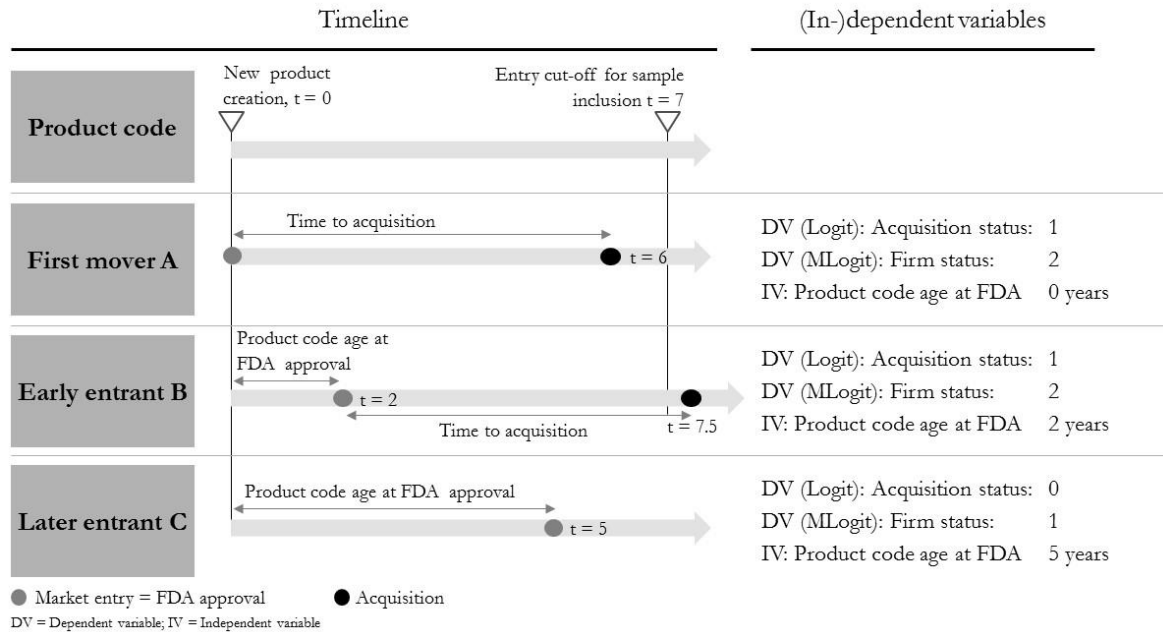 Timeline
(In-)dependent variables
New product
creation, t = 0
Entry cut-off for sample
inclusion t = 7
Product code
Time to acquisition
First mover A
t = 6
DV (Logit): Acquisition status: 1
DV (MLogit): Firm status: 2
IV: Product code age at FDA 0 years
Product code age at
FDA approval
Early entrant B
t = 2
Time to acquisition
t = 7.5
DV (Logit): Acquisition status: 1
DV (MLogit): Firm status: 2
IV: Product code age at FDA 2 years
Product code age at FDA approval
Later entrant C
t = 5
DV (Logit): Acquisition status: 0
DV (MLogit): Firm status: 1
IV: Product code age at FDA 5 years
Market entry = FDA approval
Acquisition
DV = Dependent variable; IV = Independent variable